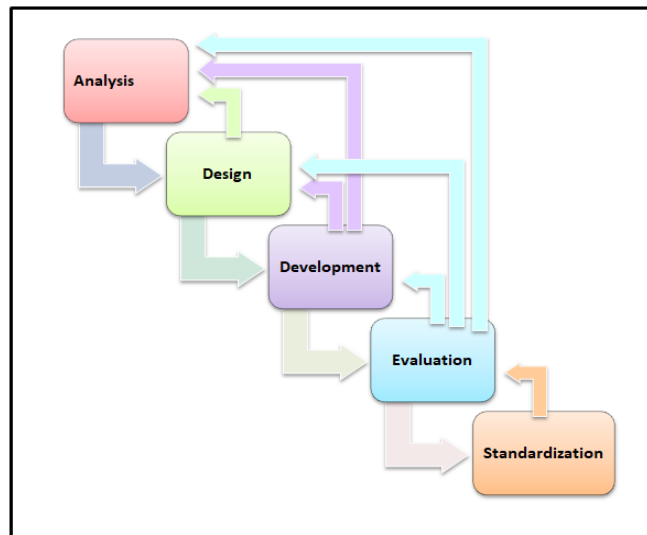 Analysis
Design
Development
Evaluation
Standardization